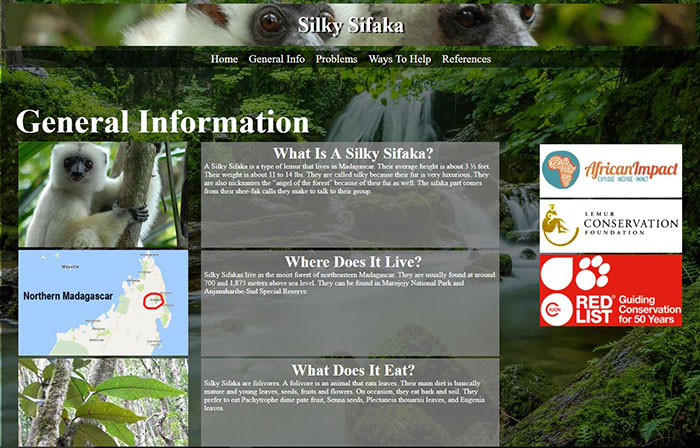 Silky Sifaka
Home General Info Problems Ways To Help References
General Information
What Is A Silky Sifaka?
A Silky Sifaka is a type of lemur that lives in Madagascar. Their average height is about 3 ½ feet.
Their weight is about 11 to 14 lbs. They are called silky because their fur is very luxurious. They
are also nicknames the "angel of the forest" because of their fur as well. The sifaka part comes
from their shee-fak calls they make to talk to their group.
AfricanImpact
EXPLORE · INSPIRE · IMPACT
LEMUR
CONSERVATION
FOUNDATION
Northern Madagascar
Where Does It Live?
Silky Sifakas live in the moist forest of northeastern Madagascar. They are usually found at around
700 and 1,875 meters above sea level. They can be found in Marojejy National Park and
Anjanaharibe-Sud Special Reserve.
IUCN
RED
LIST
Guiding
Conservation
for 50 Years
What Does It Eat?
Silky Sifaka are folivores. A folivore is an animal that eats leaves. Their main diet is basically
mature and young leaves, seeds, fruits and flowers. On occasion, they eat bark and soil. They
prefer to eat Pachytrophe dime pate fruit, Senna seeds, Plectaneia thouarsii leaves, and Eugenia
leaves.